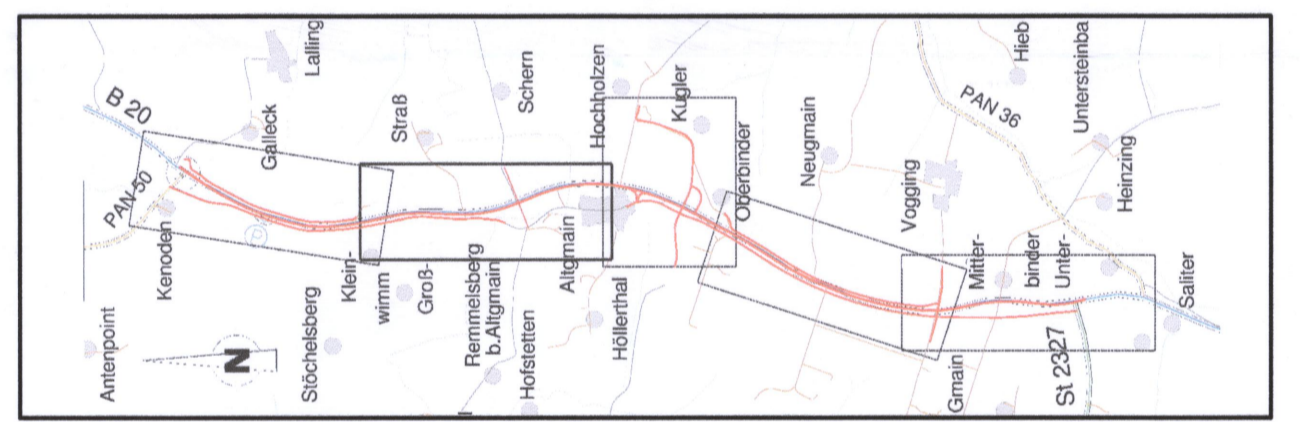 Antenpoint
N
PAN 50
B 20
Kenoden
Galleck
Lalling
Stöchelsberg
Klein-
wimm
Groß-
Straß
Remmelsberg
b.Altgmain
Schern
Hofstetten
Altgmain
Hochholzen
Höllerthal
Kugler
Oberbinder
Neugmain
Vogging
PAN 36
Hieb
Gmain
Mitter-
binder
Unter-
Untersteinba
Heinzing
St 2327
Saliter